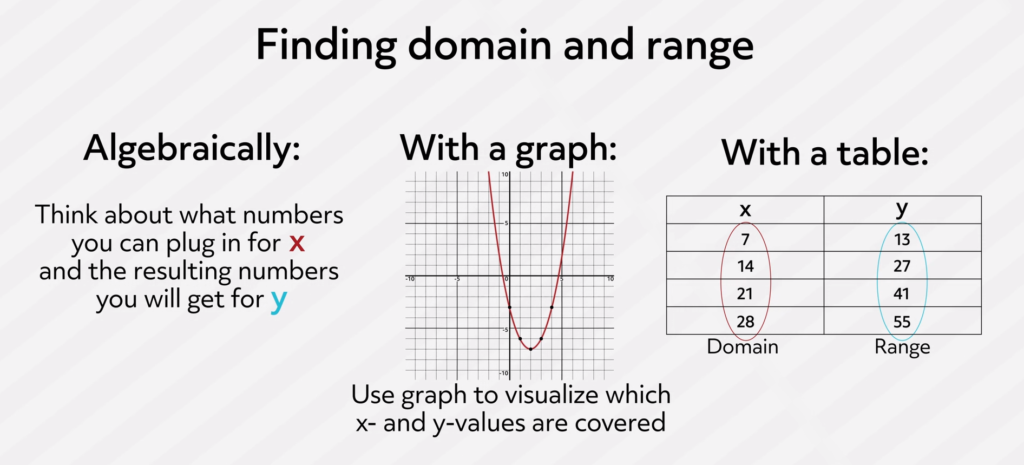 Finding domain and range
Algebraically:
Think about what numbers
you can plug in for x
and the resulting numbers
you will get for y
With a graph:
10
5
-10 -5 0 5 10
-5
-10
Use graph to visualize which
x- and y-values are covered
With a table:
x y
7 13
14 27
21 41
28 55
Domain Range